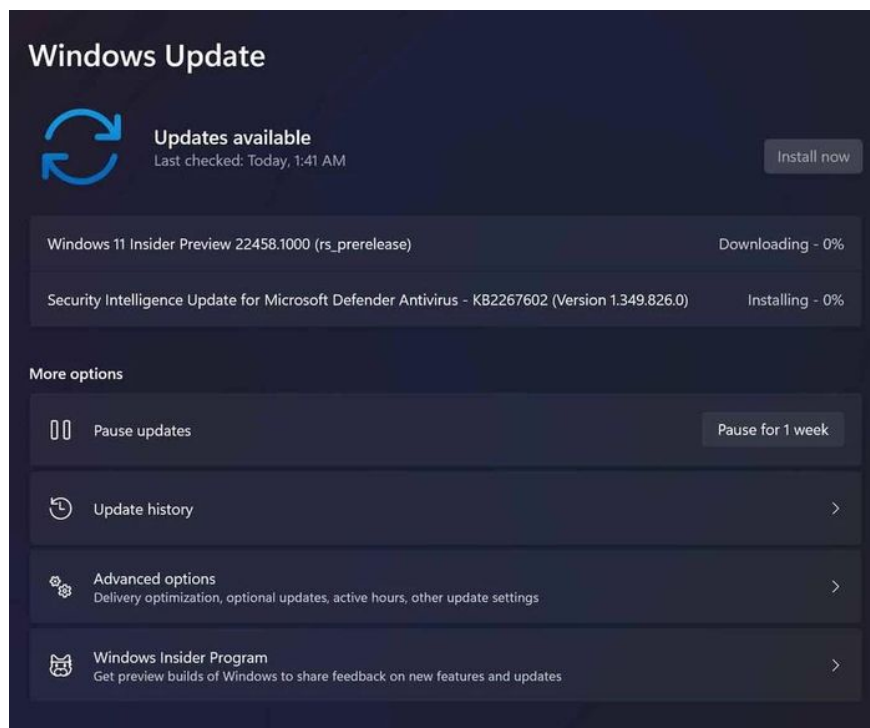 Windows Update
Updates available
Last checked: Today, 1:41 AM
Install now
Windows 11 Insider Preview 22458.1000 (rs_prerelease)
Downloading - 0%
Security Intelligence Update for Microsoft Defender Antivirus - KB2267602 (Version 1.349.826.0)
Installing - 0%
More options
Pause updates
Pause for 1 week
Update history
Advanced options
Delivery optimization, optional updates, active hours, other update settings
Windows Insider Program
Get preview builds of Windows to share feedback on new features and updates